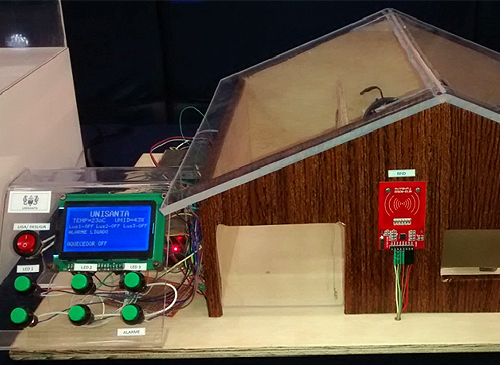 UNISANTA
LIGA/DESLIGA
UNISANTA
TEMP=23oC UMID=43%
Luz1-OFF Luz2-OFF Luz3-OFF
ALARME LIGADO
AQUECEDOR OFF
LED 1
LED 2
LED 3
ALARME
RFID